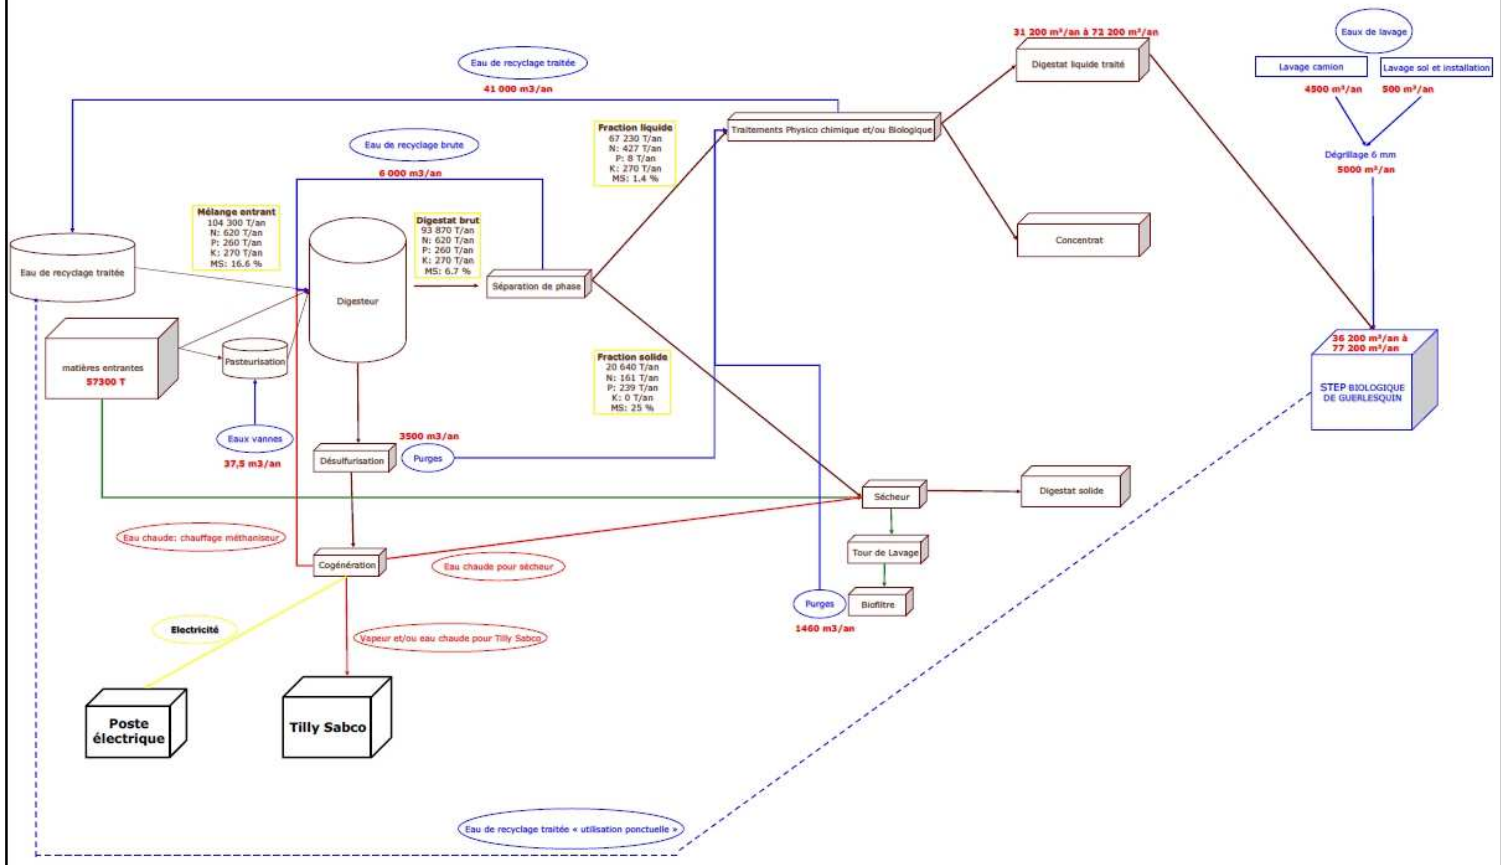 31 200 m³/an à 72 200 m³/an
Eaux de lavage
Eau de recyclage traitée
41 000 m3/an
Digestat liquide traité
Lavage camion
Lavage sol et installation
4500 m³/an
500 m³/an
Fraction liquide
67 230 T/an
N: 427 T/an
P: 8 T/an
K: 270 T/an
MS: 1.4 %
Traitements Physico chimique et/ou Biologique
Eau de recyclage brute
6 000 m3/an
Dégrillage 6 mm
5000 m³/an
Mélange entrant
104 300 T/an
N: 620 T/an
P: 260 T/an
K: 270 T/an
MS: 16.6 %
Digestat brut
93 870 T/an
N: 620 T/an
P: 260 T/an
K: 270 T/an
MS: 6.7 %
Concentrat
Eau de recyclage traitée
Digesteur
Séparation de phase
matières entrantes
57300 T
Pasteurisation
Fraction solide
20 640 T/an
N: 161 T/an
P: 239 T/an
K: 0 T/an
MS: 25 %
36 200 m³/an à
77 200 m³/an
STEP BIOLOGIQUE
DE GUERLESQUIN
Eaux vannes
37,5 m3/an
Désulfurisation
3500 m3/an
Purges
Sécheur
Digestat solide
Eau chaude: chauffage méthaniseur
Cogénération
Eau chaude pour sécheur
Tour de Lavage
Purges
1460 m3/an
Biofiltre
Electricité
Vapeur et/ou eau chaude pour Tilly Sabco
Poste
électrique
Tilly Sabco
Eau de recyclage traitée « utilisation ponctuelle »